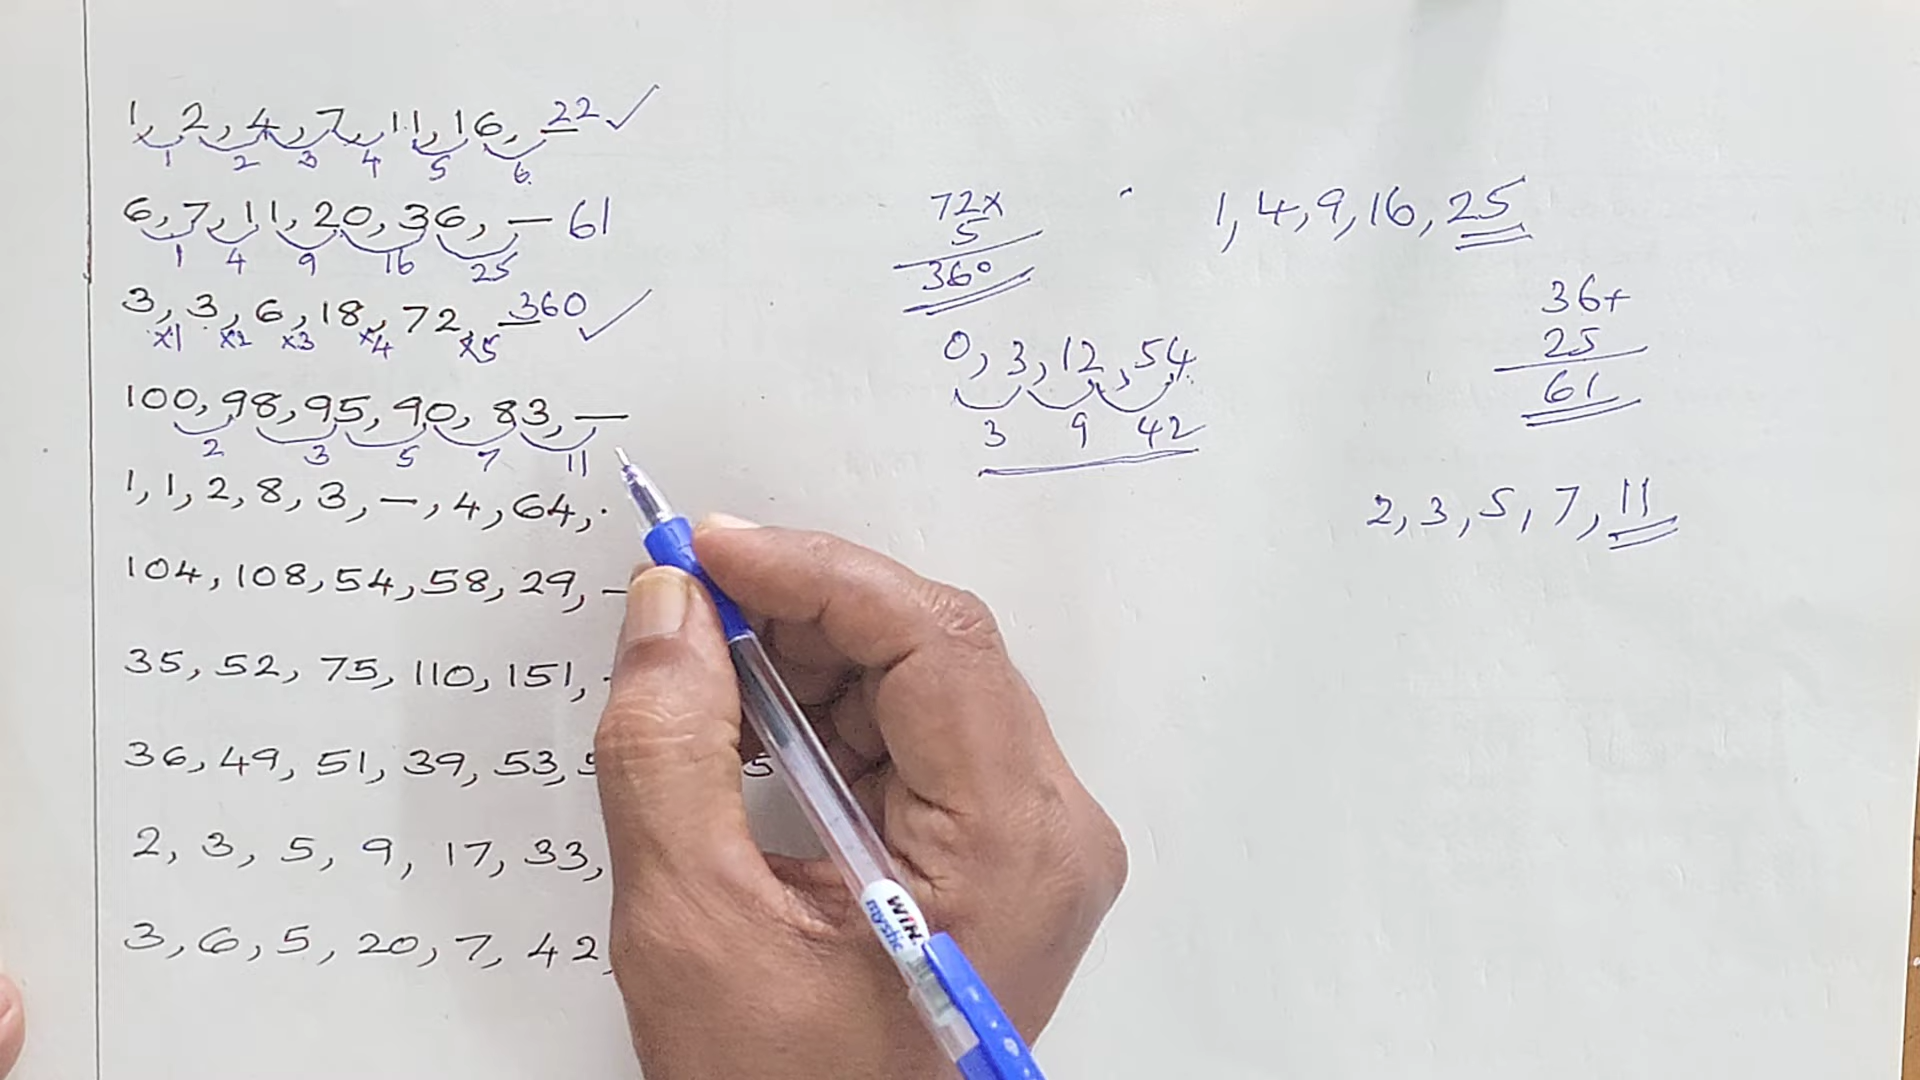 1, 2, 4, 7, 11, 16, — 22 ✓
1 2 3 4 5 6
6, 7, 11, 20, 36, — 61
1 4 9 16 25
3, 3, 6, 18, 72, — 360 ✓
×1 ×2 ×3 ×4 ×5
100, 98, 95, 90, 83, —
2 3 5 7 11
1, 1, 2, 8, 3, —, 4, 64,
104, 108, 54, 58, 29, —
35, 52, 75, 110, 151,
36, 49, 51, 39, 53, 5
2, 3, 5, 9, 17, 33,
3, 6, 5, 20, 7, 42,
72×
5
360
0, 3, 12, 54
3 9 42
1, 4, 9, 16, 25
36+
25
61
2, 3, 5, 7, 11
WIN
mystic